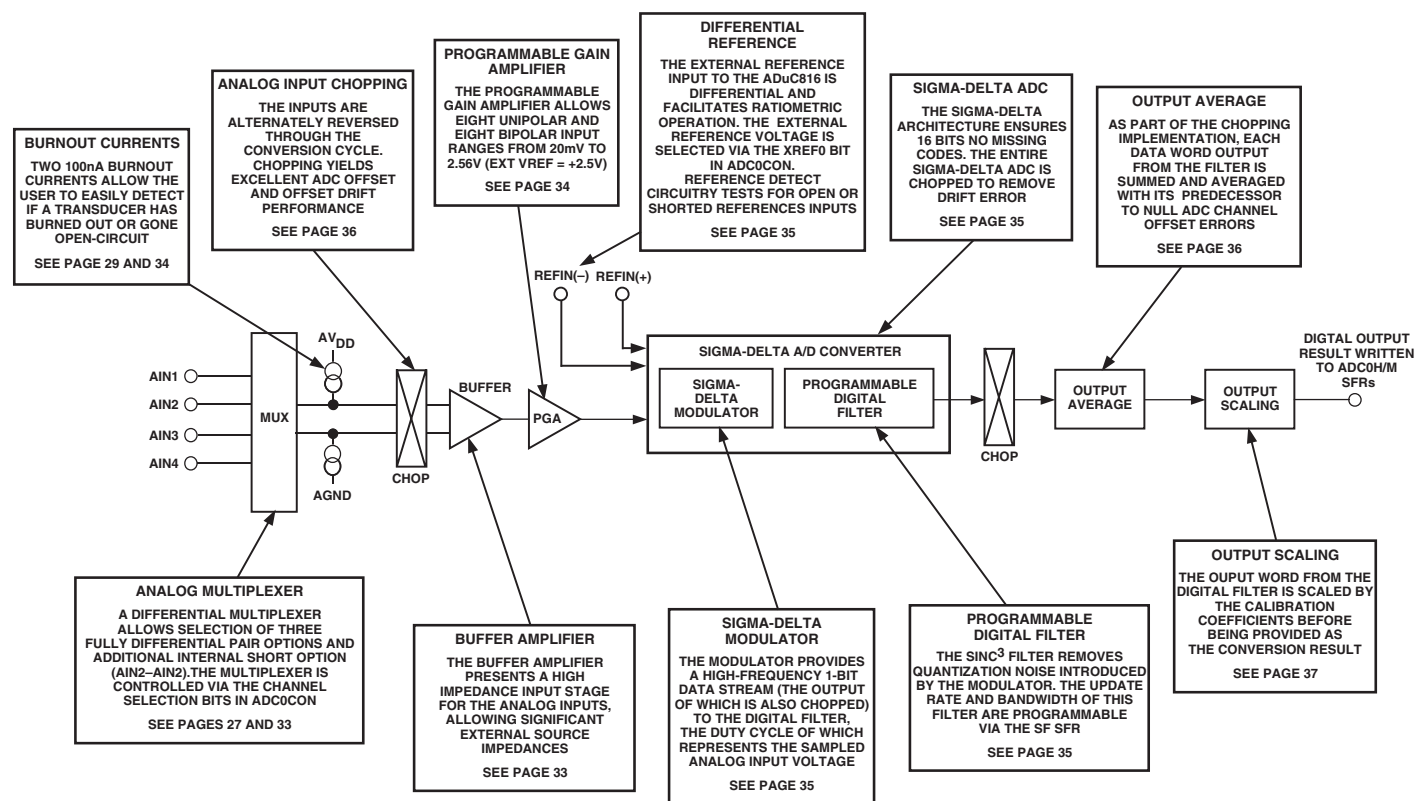 DIFFERENTIAL
REFERENCE
THE EXTERNAL REFERENCE
INPUT TO THE ADuC816 IS
DIFFERENTIAL AND
FACILITATES RATIOMETRIC
OPERATION. THE EXTERNAL
REFERENCE VOLTAGE IS
SELECTED VIA THE XREF0 BIT
IN ADC0CON.
REFERENCE DETECT
CIRCUITRY TESTS FOR OPEN OR
SHORTED REFERENCES INPUTS
SEE PAGE 35
PROGRAMMABLE GAIN
AMPLIFIER
THE PROGRAMMABLE
GAIN AMPLIFIER ALLOWS
EIGHT UNIPOLAR AND
EIGHT BIPOLAR INPUT
RANGES FROM 20mV TO
2.56V (EXT VREF = +2.5V)
SEE PAGE 34
ANALOG INPUT CHOPPING
THE INPUTS ARE
ALTERNATELY REVERSED
THROUGH THE
CONVERSION CYCLE.
CHOPPING YIELDS
EXCELLENT ADC OFFSET
AND OFFSET DRIFT
PERFORMANCE
SEE PAGE 36
SIGMA-DELTA ADC
THE SIGMA-DELTA
ARCHITECTURE ENSURES
16 BITS NO MISSING
CODES. THE ENTIRE
SIGMA-DELTA ADC IS
CHOPPED TO REMOVE
DRIFT ERROR
SEE PAGE 35
OUTPUT AVERAGE
AS PART OF THE CHOPPING
IMPLEMENTATION, EACH
DATA WORD OUTPUT
FROM THE FILTER IS
SUMMED AND AVERAGED
WITH ITS PREDECESSOR
TO NULL ADC CHANNEL
OFFSET ERRORS
SEE PAGE 36
BURNOUT CURRENTS
TWO 100nA BURNOUT
CURRENTS ALLOW THE
USER TO EASILY DETECT
IF A TRANSDUCER HAS
BURNED OUT OR GONE
OPEN-CIRCUIT
SEE PAGE 29 AND 34
REFIN(–) REFIN(+)
AVDD
AIN1
AIN2
AIN3
AIN4
MUX
AGND
CHOP
BUFFER
PGA
SIGMA-DELTA A/D CONVERTER
SIGMA-
DELTA
MODULATOR
PROGRAMMABLE
DIGITAL
FILTER
CHOP
OUTPUT
AVERAGE
OUTPUT
SCALING
DIGTAL OUTPUT
RESULT WRITTEN
TO ADC0H/M
SFRs
ANALOG MULTIPLEXER
A DIFFERENTIAL MULTIPLEXER
ALLOWS SELECTION OF THREE
FULLY DIFFERENTIAL PAIR OPTIONS AND
ADDITIONAL INTERNAL SHORT OPTION
(AIN2–AIN2).THE MULTIPLEXER IS
CONTROLLED VIA THE CHANNEL
SELECTION BITS IN ADC0CON
SEE PAGES 27 AND 33
BUFFER AMPLIFIER
THE BUFFER AMPLIFIER
PRESENTS A HIGH
IMPEDANCE INPUT STAGE
FOR THE ANALOG INPUTS,
ALLOWING SIGNIFICANT
EXTERNAL SOURCE
IMPEDANCES
SEE PAGE 33
SIGMA-DELTA
MODULATOR
THE MODULATOR PROVIDES
A HIGH-FREQUENCY 1-BIT
DATA STREAM (THE OUTPUT
OF WHICH IS ALSO CHOPPED)
TO THE DIGITAL FILTER,
THE DUTY CYCLE OF WHICH
REPRESENTS THE SAMPLED
ANALOG INPUT VOLTAGE
SEE PAGE 35
PROGRAMMABLE
DIGITAL FILTER
THE SINC3 FILTER REMOVES
QUANTIZATION NOISE INTRODUCED
BY THE MODULATOR. THE UPDATE
RATE AND BANDWIDTH OF THIS
FILTER ARE PROGRAMMABLE
VIA THE SF SFR
SEE PAGE 35
OUTPUT SCALING
THE OUPUT WORD FROM THE
DIGITAL FILTER IS SCALED BY
THE CALIBRATION
COEFFICIENTS BEFORE
BEING PROVIDED AS
THE CONVERSION RESULT
SEE PAGE 37